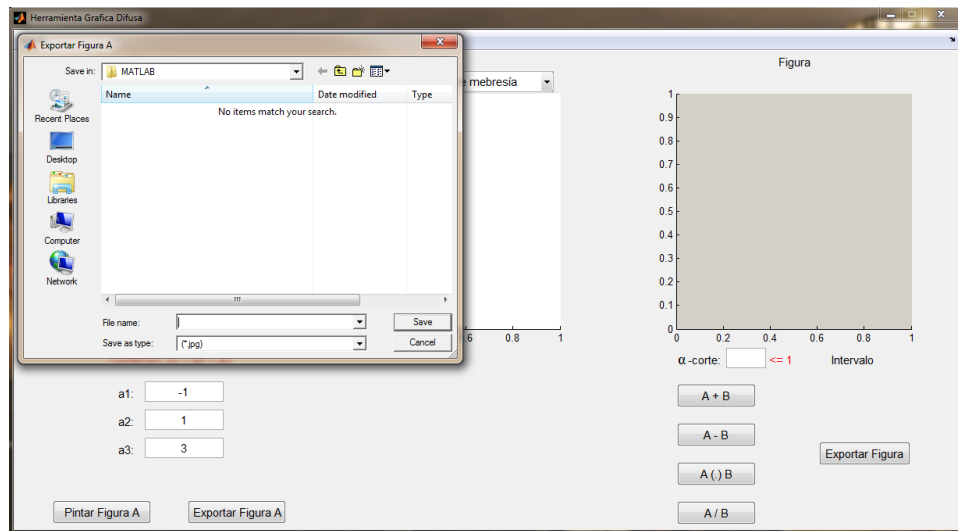 Herramienta Grafica Difusa
Exportar Figura A
Save in:
MATLAB
Name
Date modified
Type
No items match your search.
Recent Places
Desktop
Libraries
Computer
Network
File name:
Save
Save as type:
(*.jpg)
Cancel
e mebresía
.6
0.8
1
a1:
-1
a2:
1
a3:
3
Pintar Figura A
Exportar Figura A
Figura
1
0.9
0.8
0.7
0.6
0.5
0.4
0.3
0.2
0.1
0
0 0.2 0.4 0.6 0.8 1
α -corte:
<= 1
Intervalo
A + B
A - B
Exportar Figura
A (.) B
A / B